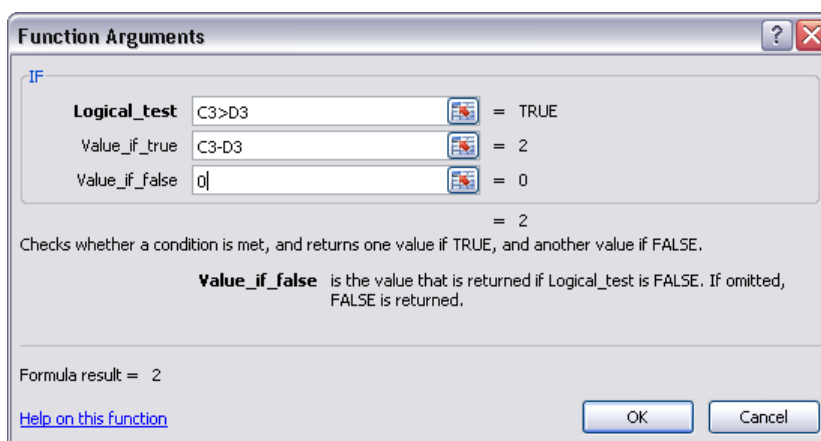 Function Arguments
IF
Logical_test C3>D3 = TRUE
Value_if_true C3-D3 = 2
Value_if_false 0 = 0
= 2
Checks whether a condition is met, and returns one value if TRUE, and another value if FALSE.
Value_if_false is the value that is returned if Logical_test is FALSE. If omitted,
FALSE is returned.
Formula result = 2
Help on this function OK Cancel